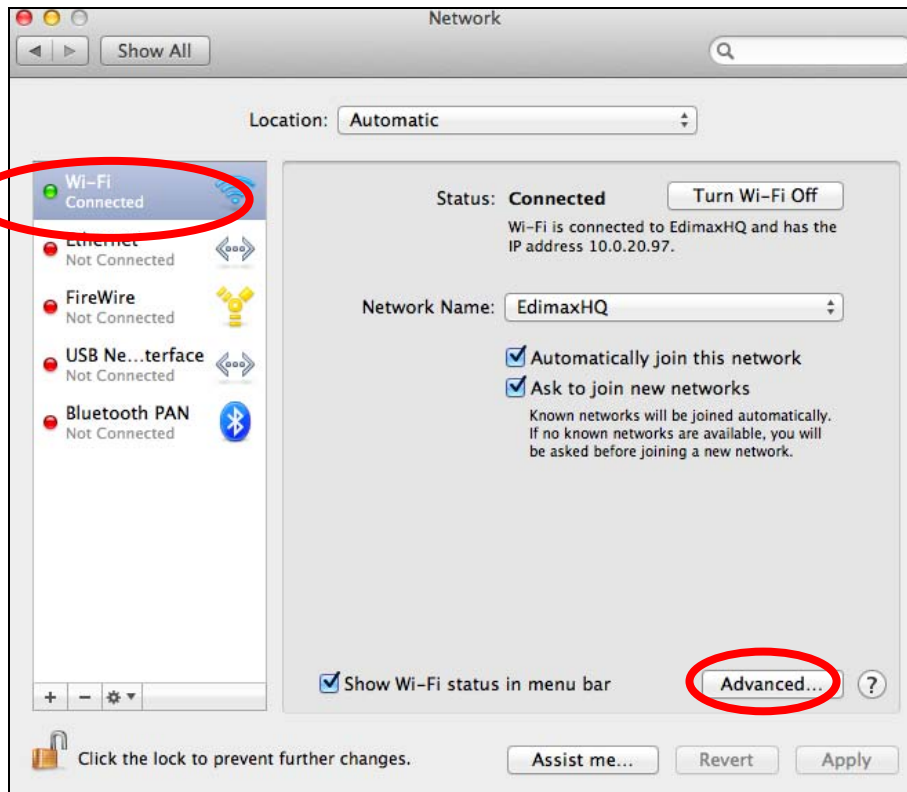 Network
Show All
Location: Automatic
Wi-Fi
Connected
Ethernet
Not Connected
FireWire
Not Connected
USB Ne...terface
Not Connected
Bluetooth PAN
Not Connected
Status: Connected
Turn Wi-Fi Off
Wi-Fi is connected to EdimaxHQ and has the
IP address 10.0.20.97.
Network Name: EdimaxHQ
Automatically join this network
Ask to join new networks
Known networks will be joined automatically.
If no known networks are available, you will
be asked before joining a new network.
Show Wi-Fi status in menu bar
Advanced...
?
Click the lock to prevent further changes.
Assist me...
Revert
Apply